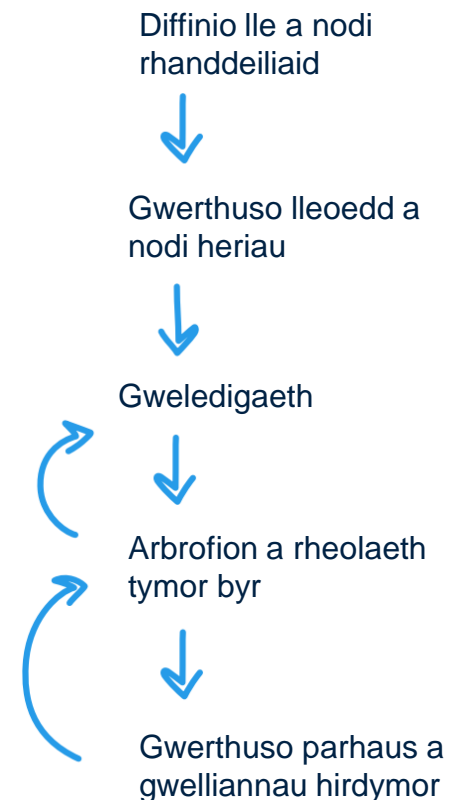 Diffinio lle a nodi
rhanddeiliaid
Gwerthuso lleoedd a
nodi heriau
Gweledigaeth
Arbrofion a rheolaeth
tymor byr
Gwerthuso parhaus a
gwelliannau hirdymor